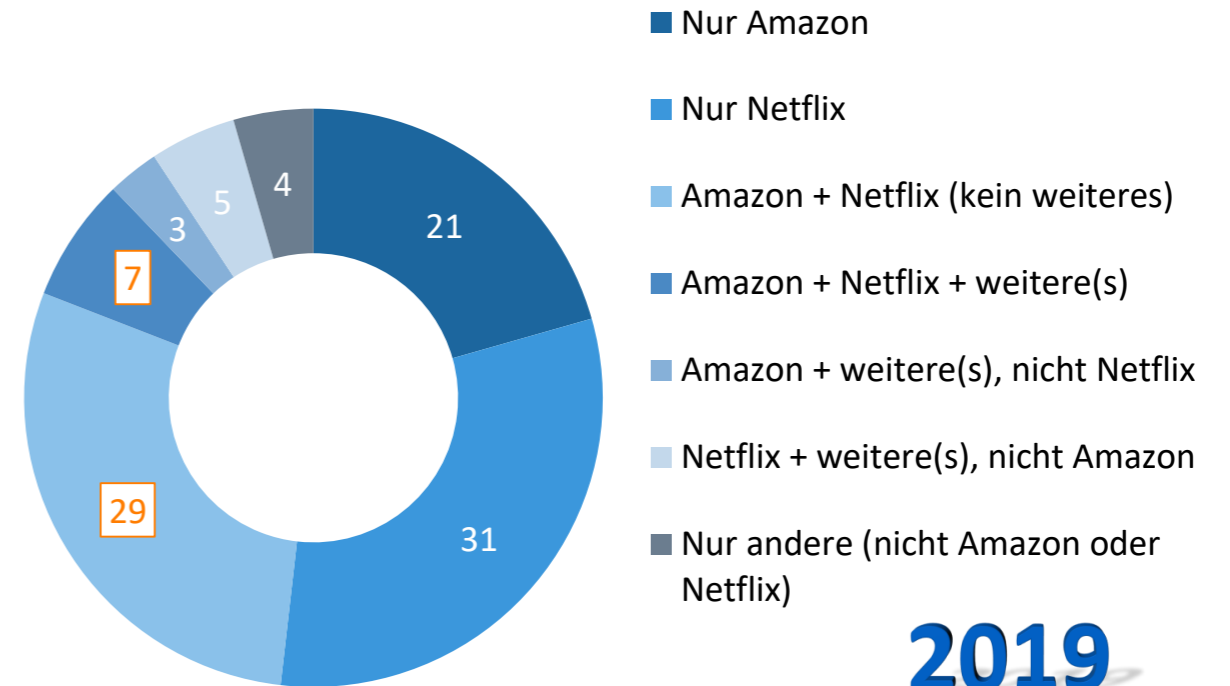 Nur Amazon
Nur Netflix
Amazon + Netflix (kein weiteres)
Amazon + Netflix + weitere(s)
Amazon + weitere(s), nicht Netflix
Netflix + weitere(s), nicht Amazon
Nur andere (nicht Amazon oder
Netflix)
4
5
3
7
21
29
31
2019